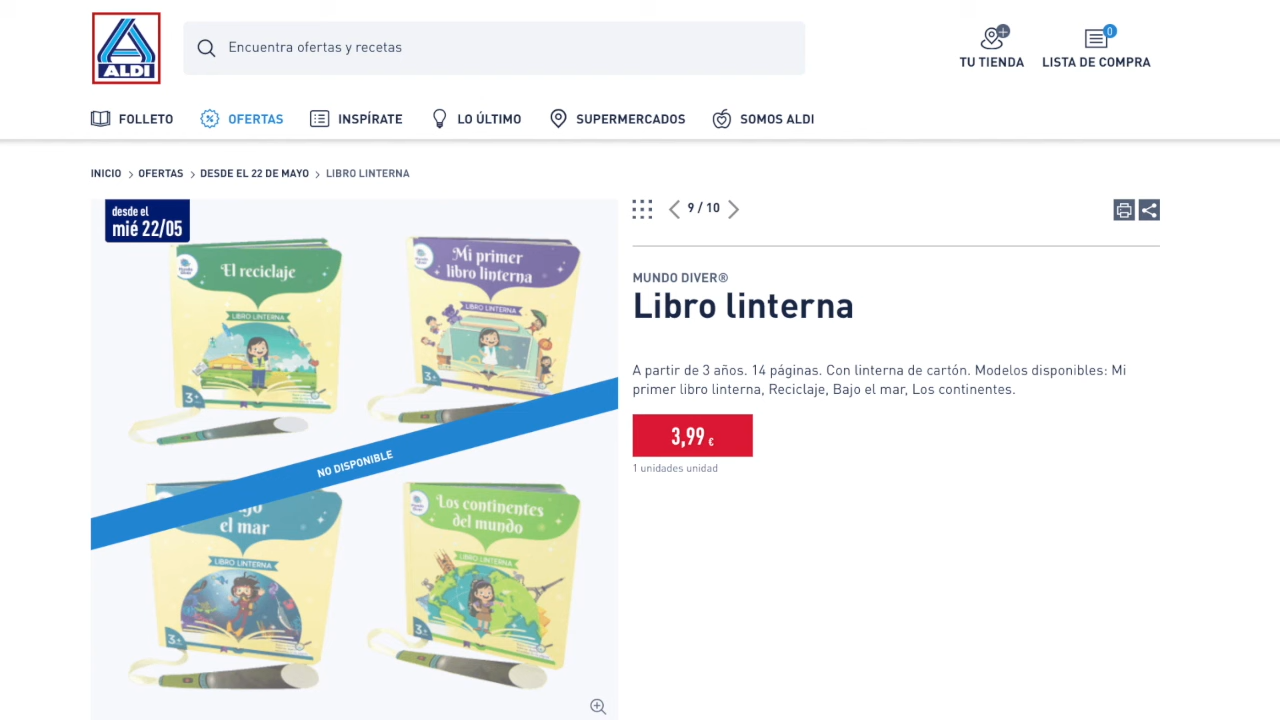 ALDI
Encuentra ofertas y recetas
TU TIENDA
0
LISTA DE COMPRA
FOLLETO
OFERTAS
INSPÍRATE
LO ÚLTIMO
SUPERMERCADOS
SOMOS ALDI
INICIO > OFERTAS > DESDE EL 22 DE MAYO > LIBRO LINTERNA
desde el
mié 22/05
9 / 10
MUNDO DIVER®
Libro linterna
A partir de 3 años. 14 páginas. Con linterna de cartón. Modelos disponibles: Mi
primer libro linterna, Reciclaje, Bajo el mar, Los continentes.
3,99 €
1 unidades unidad
El reciclaje
LIBRO LINTERNA
3+
Mi primer
libro linterna
LIBRO LINTERNA
3+
NO DISPONIBLE
el mar
LIBRO LINTERNA
3+
Los continentes
del mundo
LIBRO LINTERNA
3+